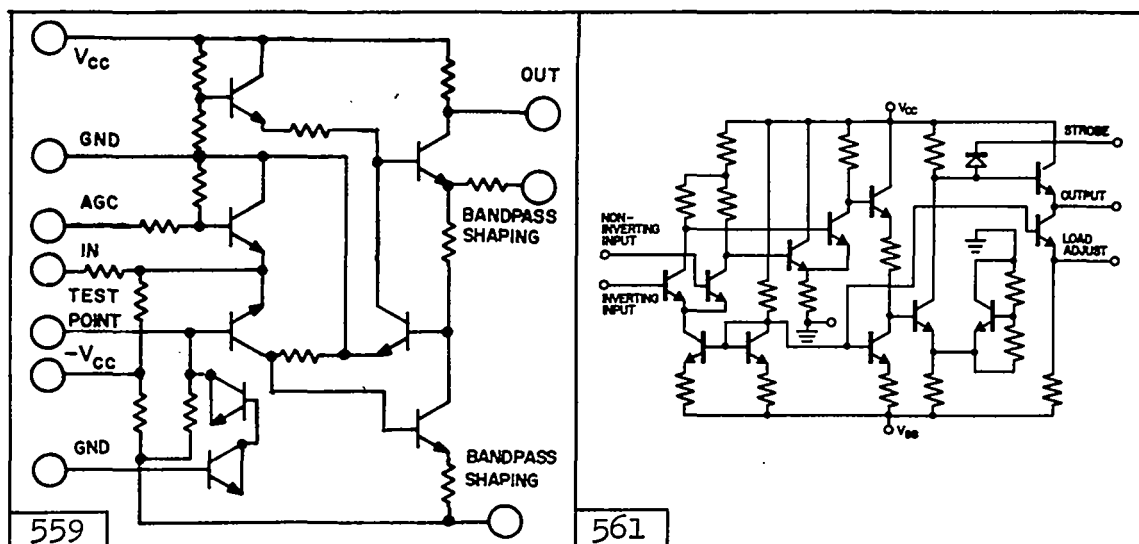 VCC
OUT
GND
AGC
BANDPASS
SHAPING
IN
TEST
POINT
-VCC
GND
BANDPASS
SHAPING
559
VCC
STROBE
OUTPUT
NON-
INVERTING
INPUT
LOAD
ADJUST
INVERTING
INPUT
561